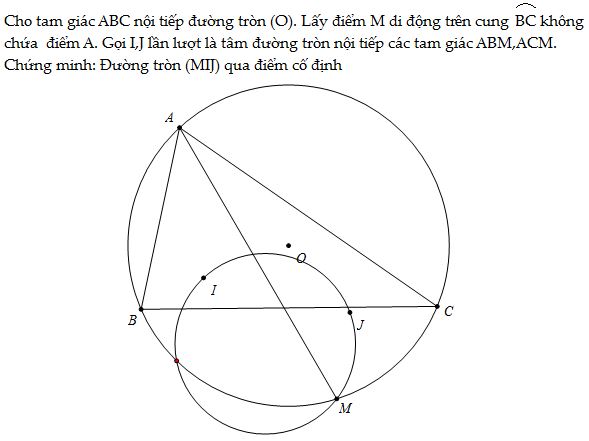 Cho tam giác ABC nội tiếp đường tròn (O). Lấy điểm M di động trên cung BC không
chứa điểm A. Gọi I,J lần lượt là tâm đường tròn nội tiếp các tam giác ABM,ACM.
Chứng minh: Đường tròn (MIJ) qua điểm cố định
A
O
I
B
C
J
M